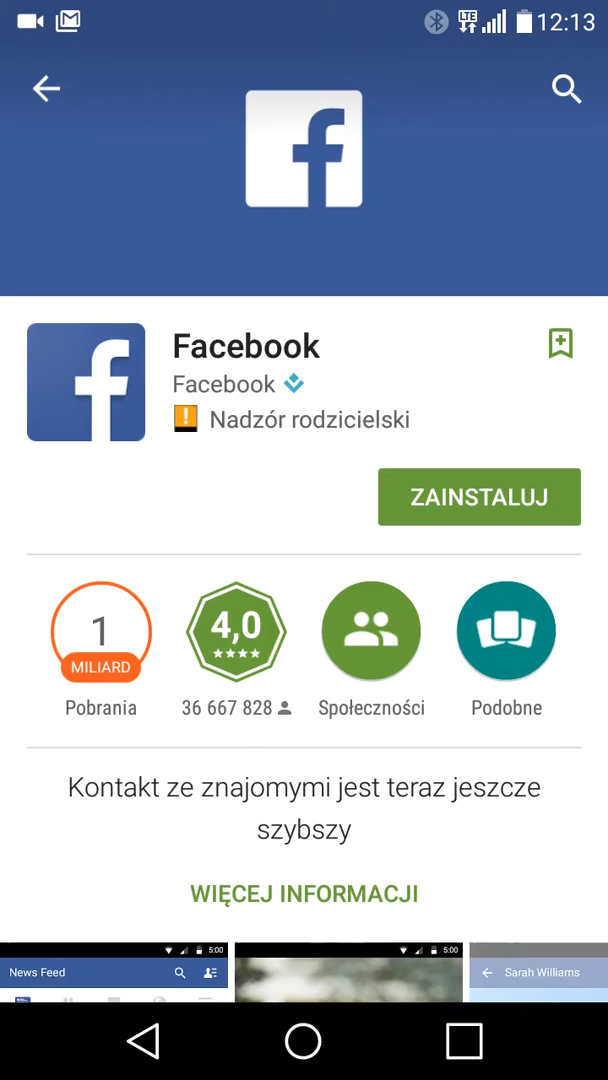 LTE 12:13
Facebook
Facebook
Nadzór rodzicielski
ZAINSTALUJ
1
MILIARD
4,0
Pobrania
36 667 828
Społeczności
Podobne
Kontakt ze znajomymi jest teraz jeszcze
szybszy
WIĘCEJ INFORMACJI
5:00
5:00
News Feed
Sarah Williams